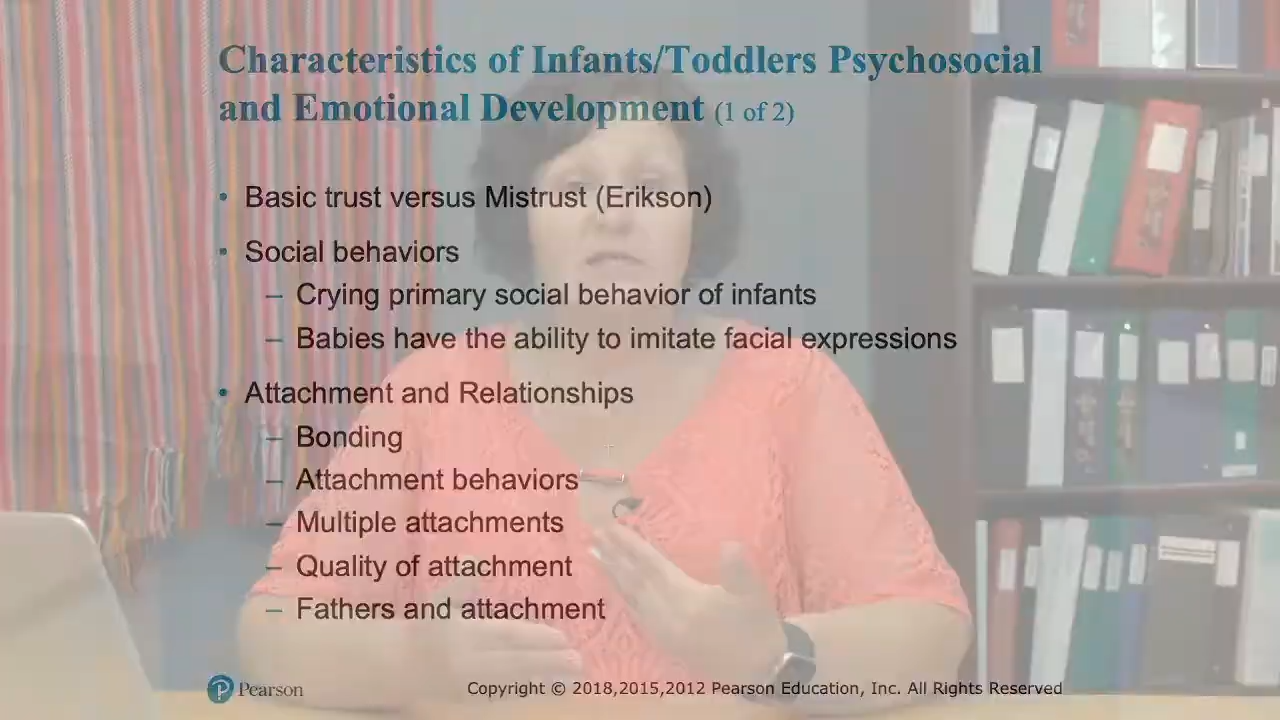 Characteristics of Infants/Toddlers Psychosocial
and Emotional Development (1 of 2)
• Basic trust versus Mistrust (Erikson)
• Social behaviors
– Crying primary social behavior of infants
– Babies have the ability to imitate facial expressions
• Attachment and Relationships
– Bonding
– Attachment behaviors
– Multiple attachments
– Quality of attachment
– Fathers and attachment
Pearson
Copyright © 2018,2015,2012 Pearson Education, Inc. All Rights Reserved